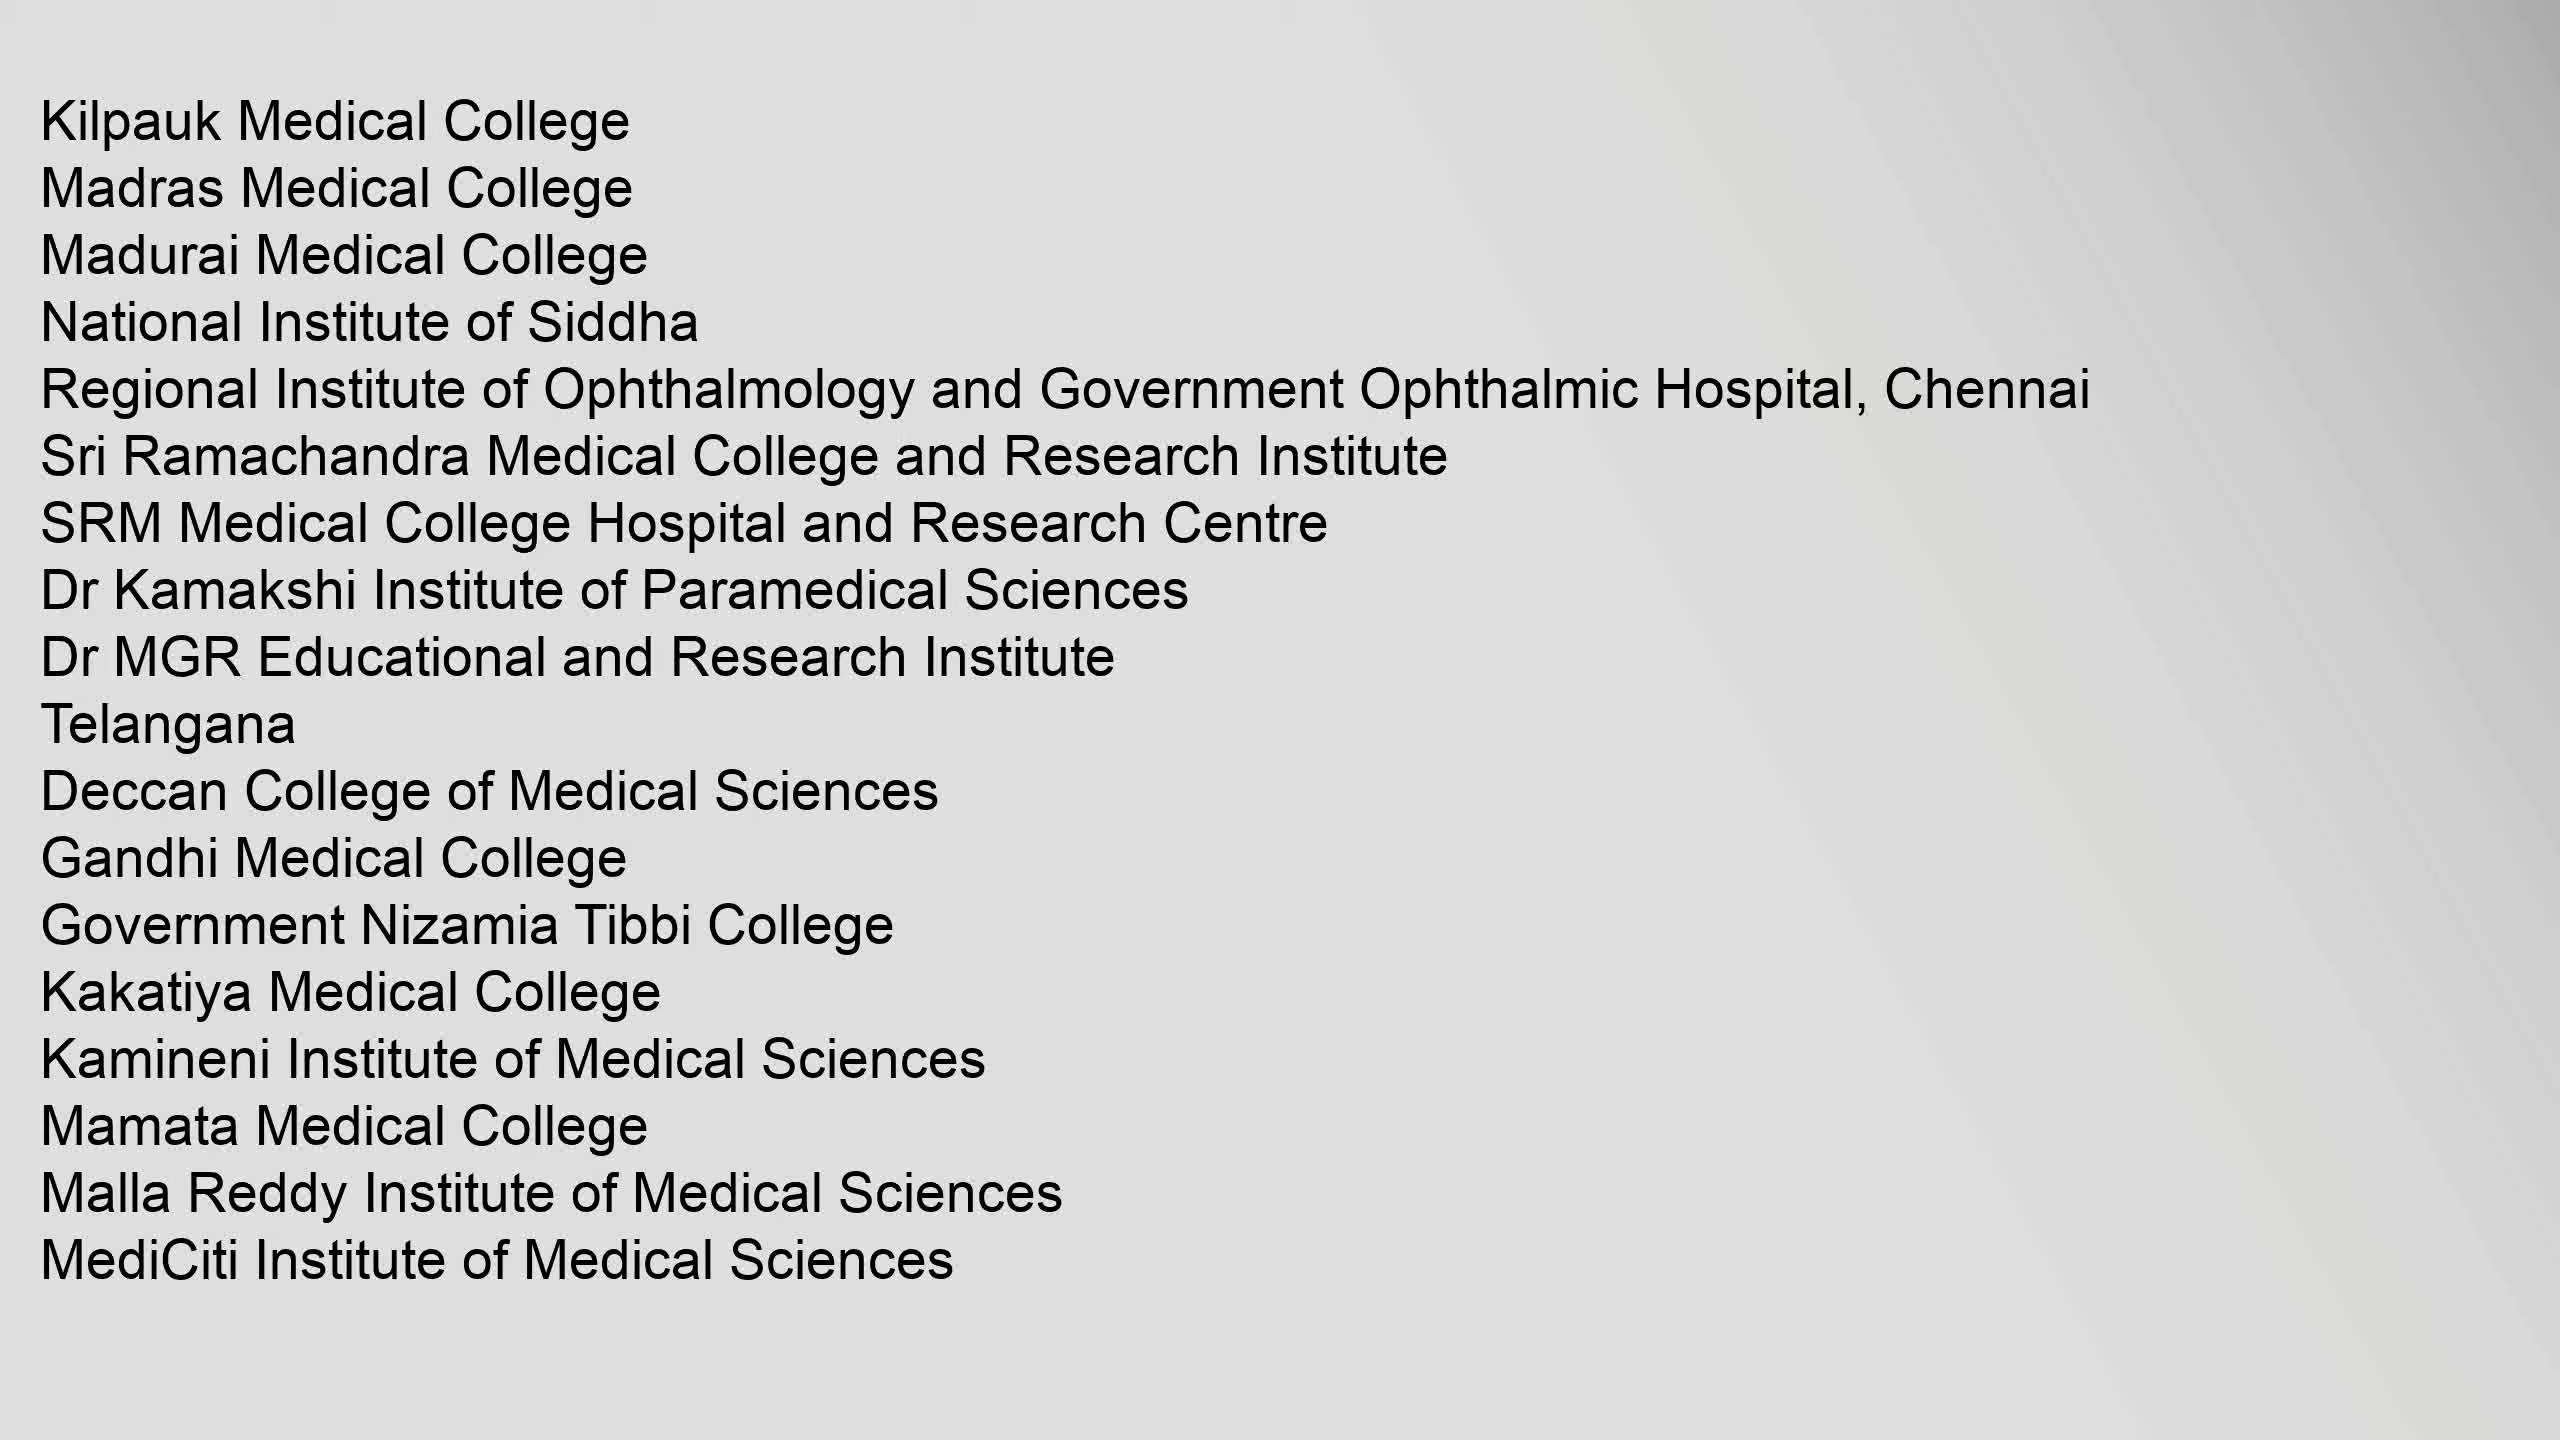 Kilpauk Medical College
Madras Medical College
Madurai Medical College
National Institute of Siddha
Regional Institute of Ophthalmology and Government Ophthalmic Hospital, Chennai
Sri Ramachandra Medical College and Research Institute
SRM Medical College Hospital and Research Centre
Dr Kamakshi Institute of Paramedical Sciences
Dr MGR Educational and Research Institute
Telangana
Deccan College of Medical Sciences
Gandhi Medical College
Government Nizamia Tibbi College
Kakatiya Medical College
Kamineni Institute of Medical Sciences
Mamata Medical College
Malla Reddy Institute of Medical Sciences
MediCiti Institute of Medical Sciences